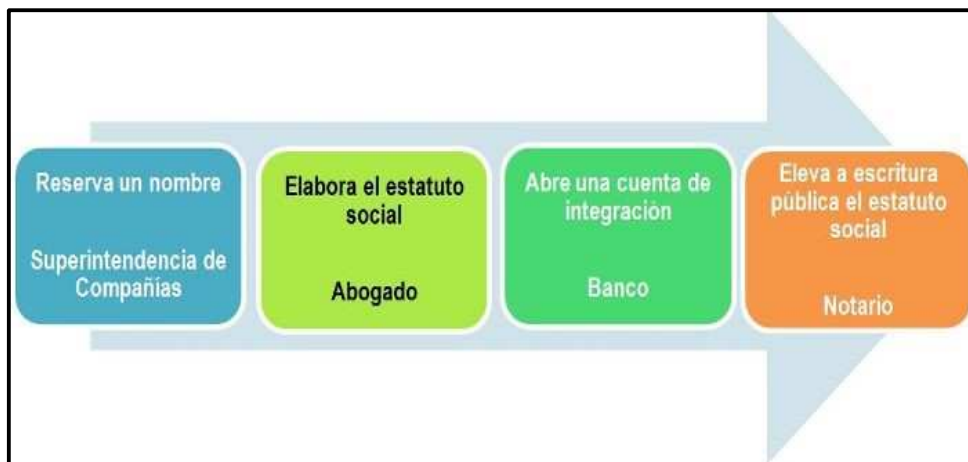 Reserva un nombre
Superintendencia de
Compañías
Elabora el estatuto
social
Abogado
Abre una cuenta de
integración
Banco
Eleva a escritura
pública el estatuto
social
Notario